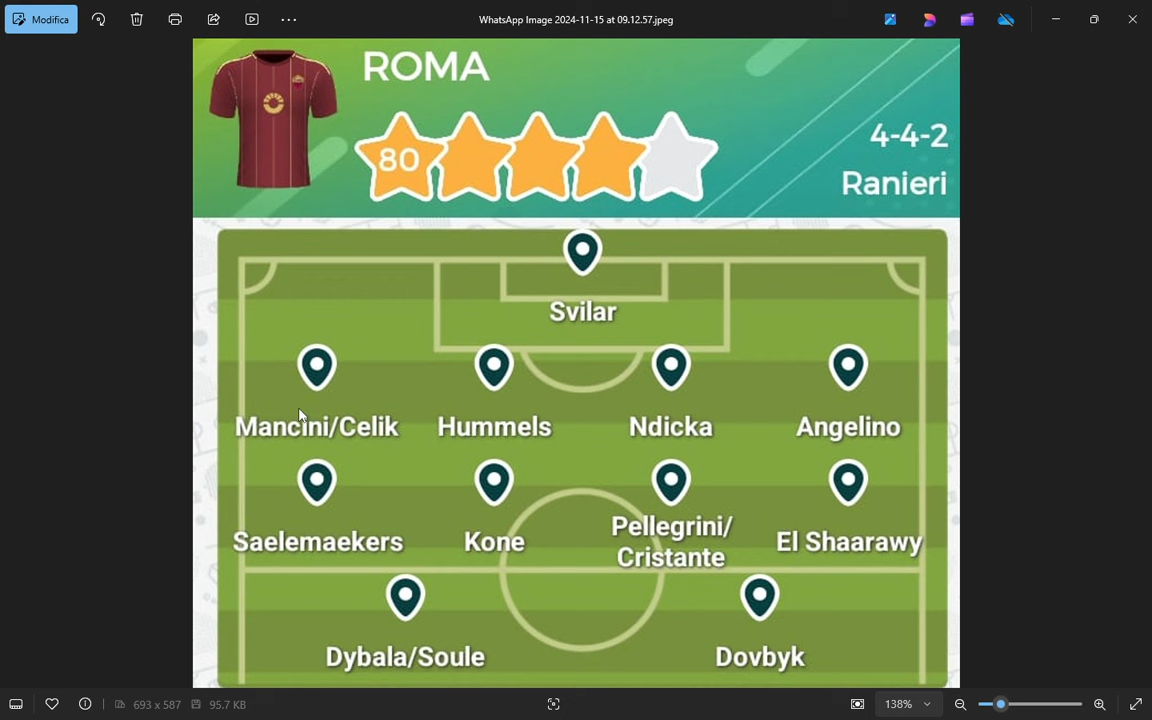 Modifica
WhatsApp Image 2024-11-15 at 09.12.57.jpeg
ROMA
80
4-4-2
Ranieri
Svilar
Mancini/Celik Hummels Ndicka Angelino
Saelemaekers Kone Pellegrini/ El Shaarawy
Cristante
Dybala/Soule Dovbyk
693 x 587 95.7 KB 138%